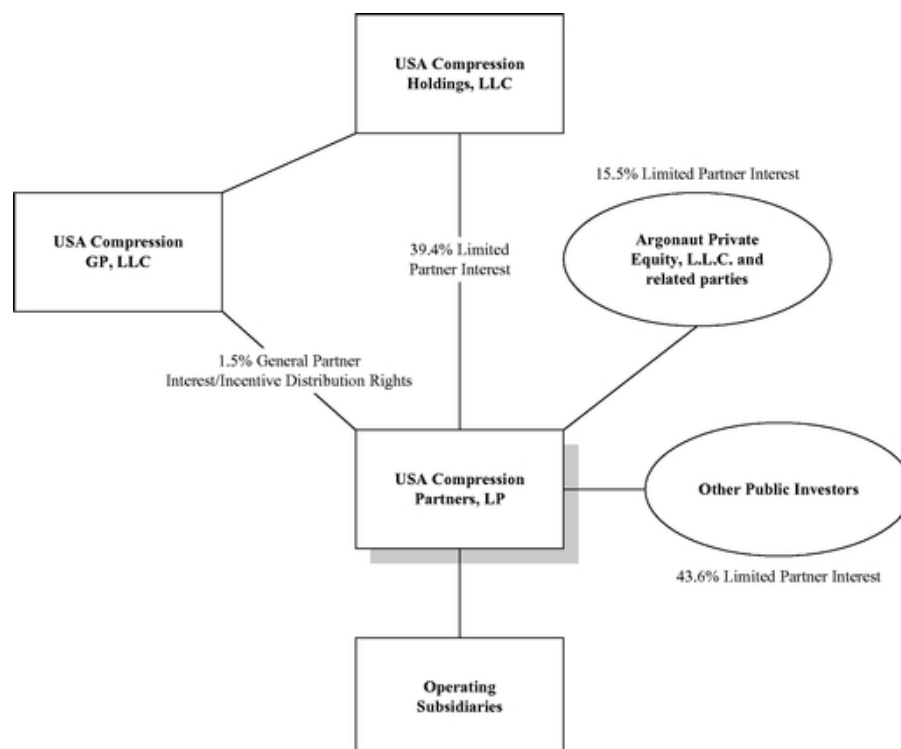 USA Compression
Holdings, LLC
15.5% Limited Partner Interest
USA Compression
GP, LLC
39.4% Limited
Partner Interest
Argonaut Private
Equity, L.L.C. and
related parties
1.5% General Partner
Interest/Incentive Distribution Rights
USA Compression
Partners, LP
Other Public Investors
43.6% Limited Partner Interest
Operating
Subsidiaries